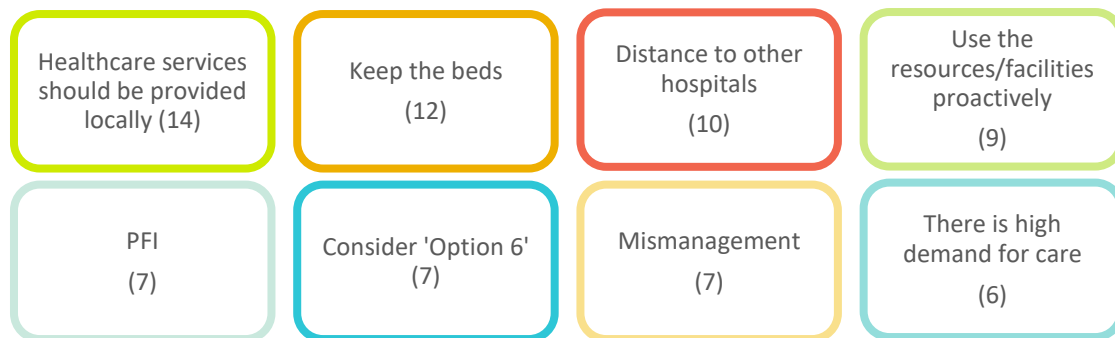 Healthcare services
should be provided
locally (14)
Keep the beds
(12)
Distance to other
hospitals
(10)
Use the
resources/facilities
proactively
(9)
PFI
(7)
Consider 'Option 6'
(7)
Mismanagement
(7)
There is high
demand for care
(6)